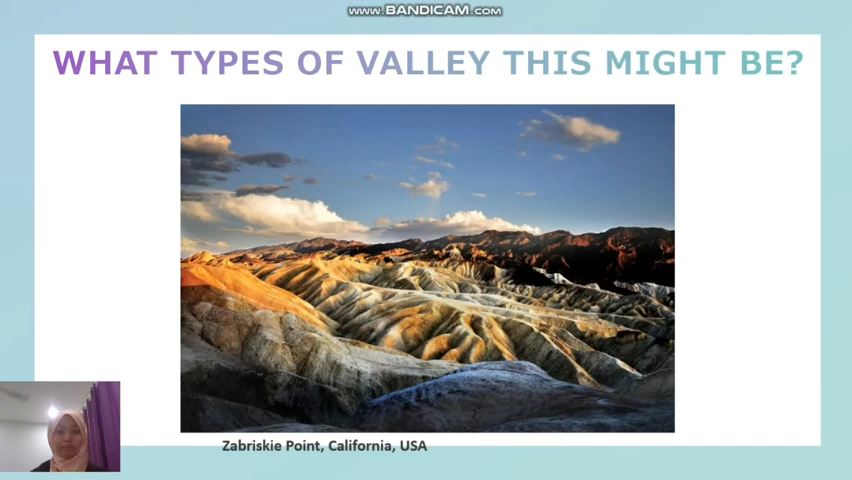 www.BANDICAM.com
WHAT TYPES OF VALLEY THIS MIGHT BE?
Zabriskie Point, California, USA